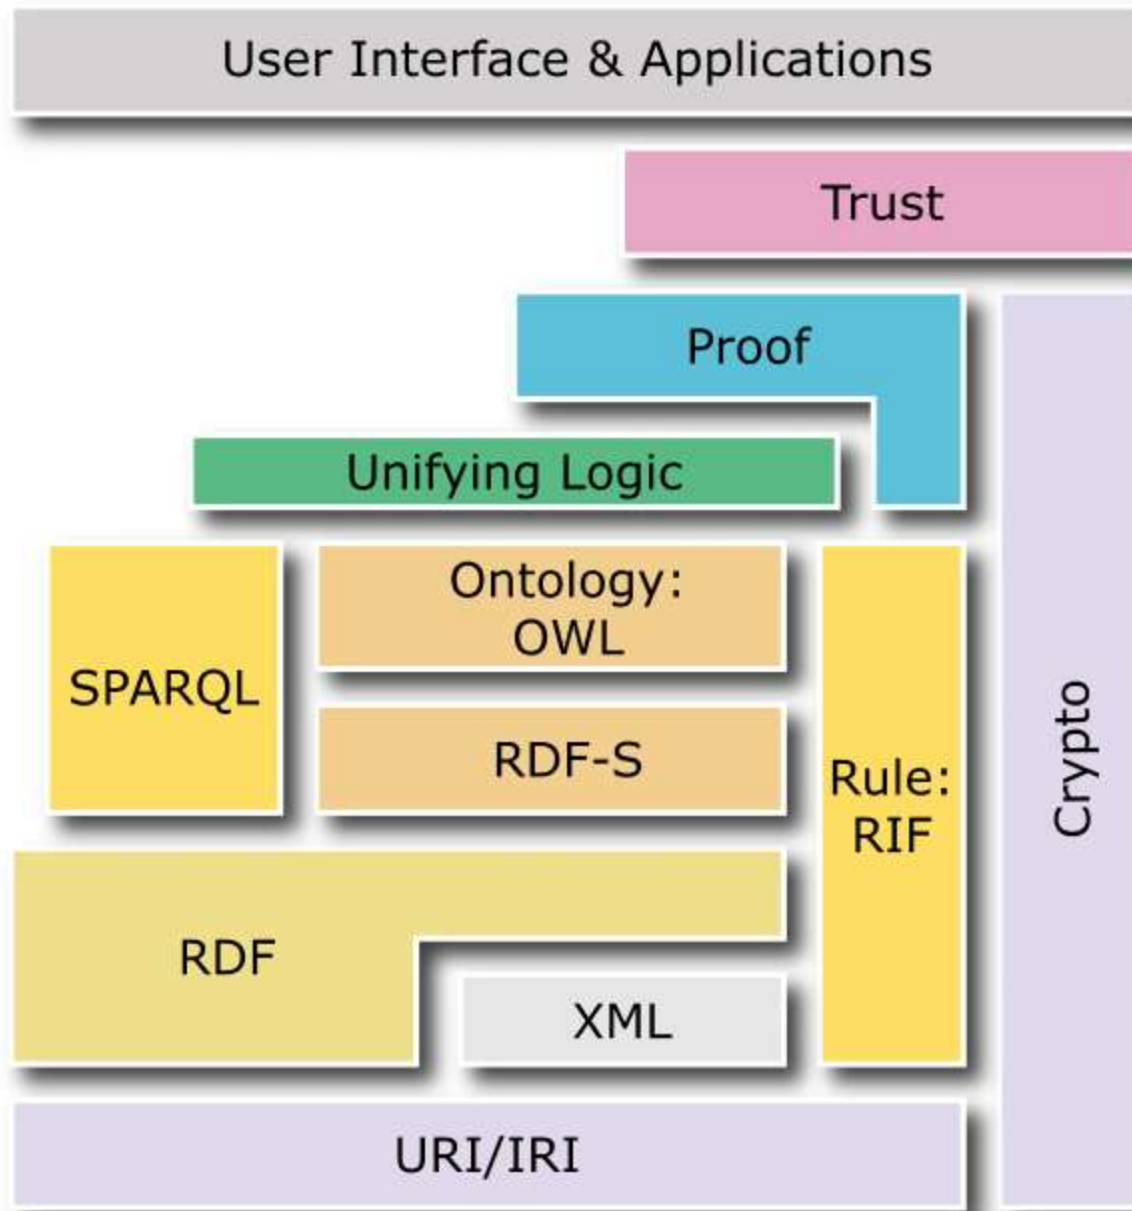 User Interface & Applications
Trust
Proof
Unifying Logic
Ontology:
OWL
SPARQL
RDF-S
Rule:
RIF
Crypto
RDF
XML
URI/IRI